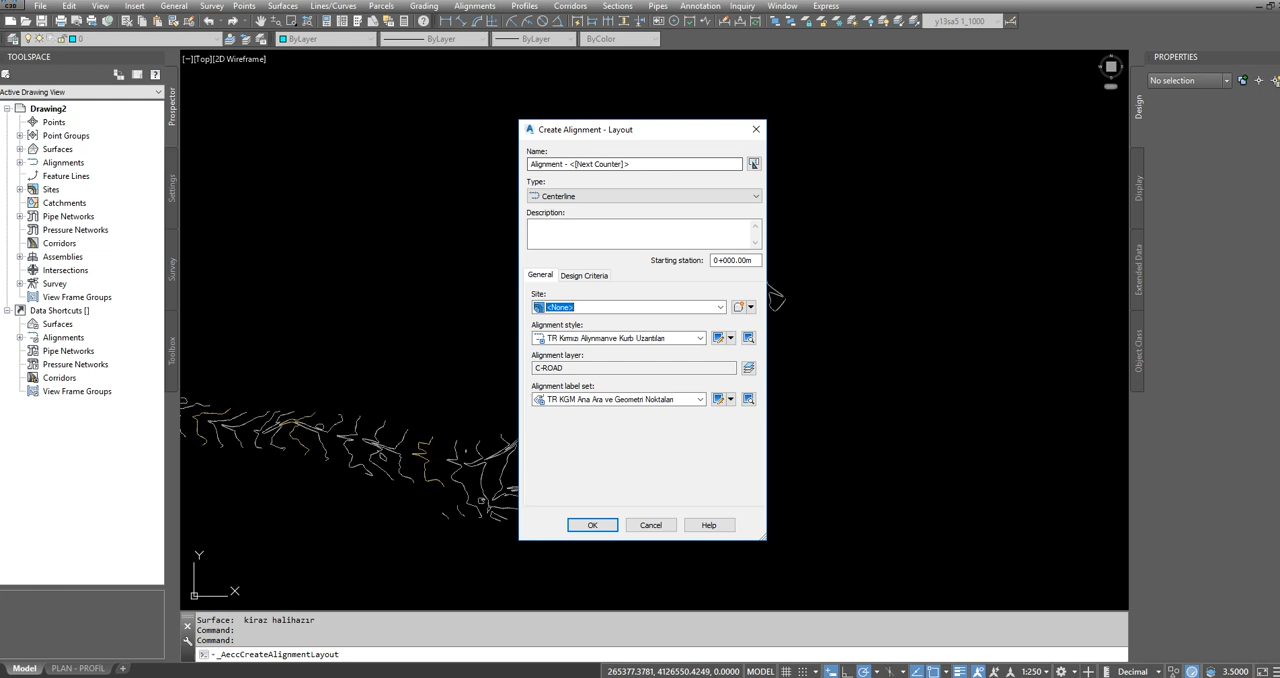 C3D
File Edit View Insert General Survey Points Surfaces Lines/Curves Parcels Grading Alignments Profiles Corridors Sections Pipes Annotation Inquiry Window Express
y13sa5 1_1000
0 ByLayer ByLayer ByLayer ByColor
TOOLSPACE
Active Drawing View
Drawing2
Points
Point Groups
Surfaces
Alignments
Feature Lines
Sites
Catchments
Pipe Networks
Pressure Networks
Corridors
Assemblies
Intersections
Survey
View Frame Groups
Data Shortcuts []
Surfaces
Alignments
Pipe Networks
Pressure Networks
Corridors
View Frame Groups
Prospector
Settings
Survey
Toolbox
[−][Top][2D Wireframe]
N
W
Create Alignment - Layout
Name:
Alignment - <[Next Counter]>
Type:
Centerline
Description:
Starting station: 0+000.00m
General Design Criteria
Site:
<None>
Alignment style:
TR Kırmızı Aliynmanve Kurb Uzantıları
Alignment layer:
C-ROAD
Alignment label set:
TR KGM Ana Ara ve Geometri Noktaları
OK Cancel Help
Y
X
PROPERTIES
No selection
Design
Display
Extended Data
Object Class
Surface: kiraz halihazır
Command:
Command:
_AeccCreateAlignmentLayout
Model PLAN - PROFİL +
265377.3781, 4126550.4249, 0.0000 MODEL 1:250 Decimal 3.5000